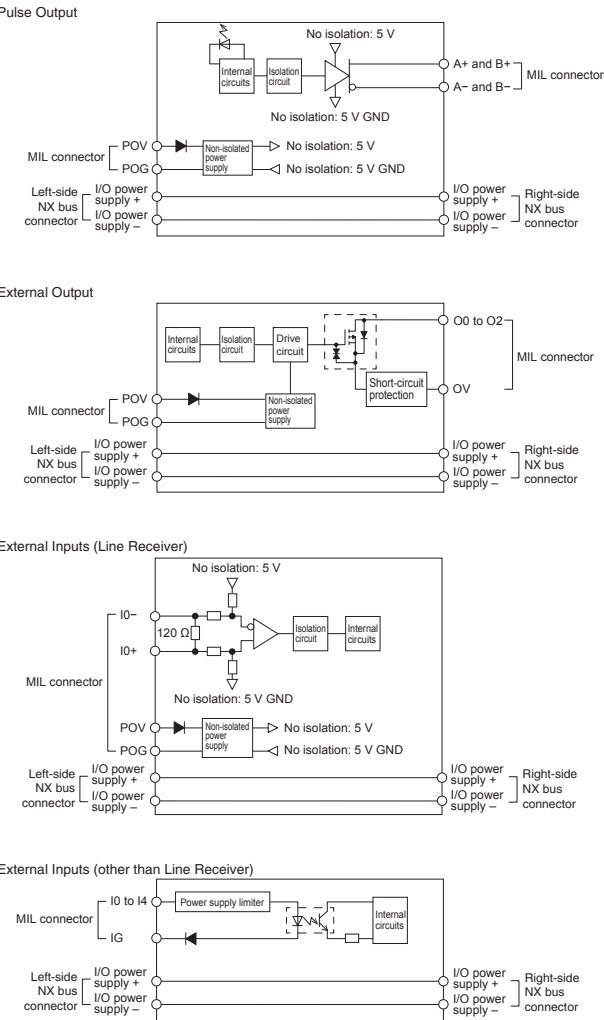 Pulse Output
No isolation: 5 V
Internal circuits
Isolation circuit
A+ and B+
A− and B−
MIL connector
No isolation: 5 V GND
MIL connector
POV
POG
Non-isolated power supply
No isolation: 5 V
No isolation: 5 V GND
Left-side NX bus connector
I/O power supply +
I/O power supply –
I/O power supply +
I/O power supply –
Right-side NX bus connector
External Output
Internal circuits
Isolation circuit
Drive circuit
O0 to O2
MIL connector
Short-circuit protection
OV
MIL connector
POV
POG
Non-isolated power supply
Left-side NX bus connector
I/O power supply +
I/O power supply –
I/O power supply +
I/O power supply –
Right-side NX bus connector
External Inputs (Line Receiver)
No isolation: 5 V
I0−
120 Ω
I0+
Isolation circuit
Internal circuits
MIL connector
No isolation: 5 V GND
POV
POG
Non-isolated power supply
No isolation: 5 V
No isolation: 5 V GND
Left-side NX bus connector
I/O power supply +
I/O power supply –
I/O power supply +
I/O power supply –
Right-side NX bus connector
External Inputs (other than Line Receiver)
MIL connector
I0 to I4
IG
Power supply limiter
Internal circuits
Left-side NX bus connector
I/O power supply +
I/O power supply –
I/O power supply +
I/O power supply –
Right-side NX bus connector